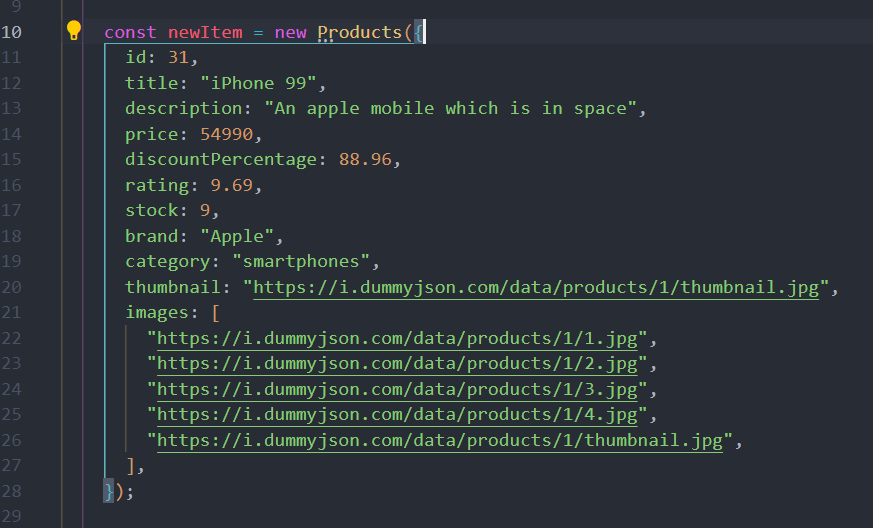 9
10 const newItem = new Products({
11 id: 31,
12 title: "iPhone 99",
13 description: "An apple mobile which is in space",
14 price: 54990,
15 discountPercentage: 88.96,
16 rating: 9.69,
17 stock: 9,
18 brand: "Apple",
19 category: "smartphones",
20 thumbnail: "https://i.dummyjson.com/data/products/1/thumbnail.jpg",
21 images: [
22 "https://i.dummyjson.com/data/products/1/1.jpg",
23 "https://i.dummyjson.com/data/products/1/2.jpg",
24 "https://i.dummyjson.com/data/products/1/3.jpg",
25 "https://i.dummyjson.com/data/products/1/4.jpg",
26 "https://i.dummyjson.com/data/products/1/thumbnail.jpg",
27 ],
28 });
29